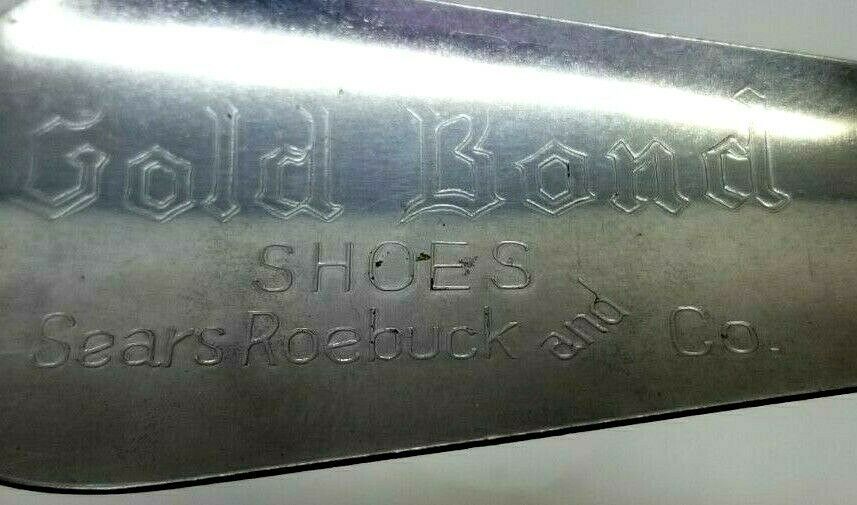 Gold Bond
SHOES
Sears-Roebuck and Co.